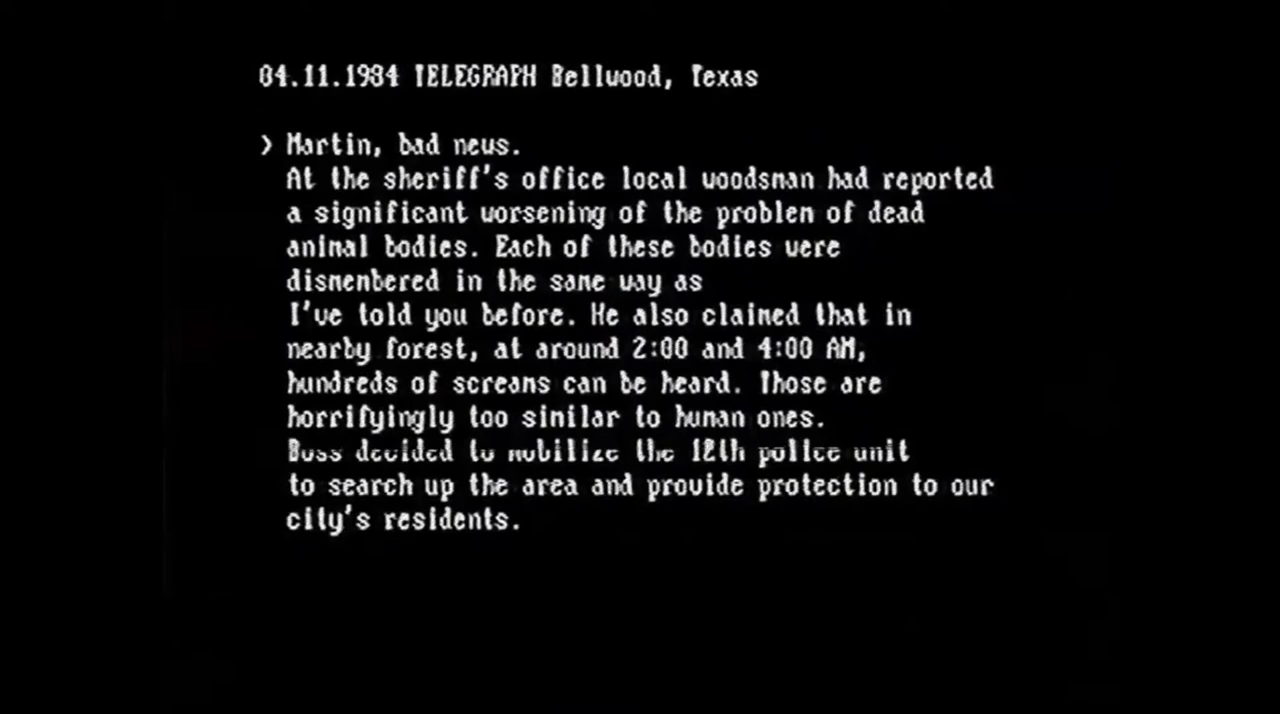 04.11.1984 TELEGRAPH Bellwood, Texas
> Martin, bad news.
At the sheriff's office local woodsman had reported
a significant worsening of the problem of dead
animal bodies. Each of these bodies were
dismembered in the same way as
I've told you before. He also claimed that in
nearby forest, at around 2:00 and 4:00 AM,
hundreds of screams can be heard. Those are
horrifyingly too similar to human ones.
Boss decided to mobilize the 12th police unit
to search up the area and provide protection to our
city's residents.